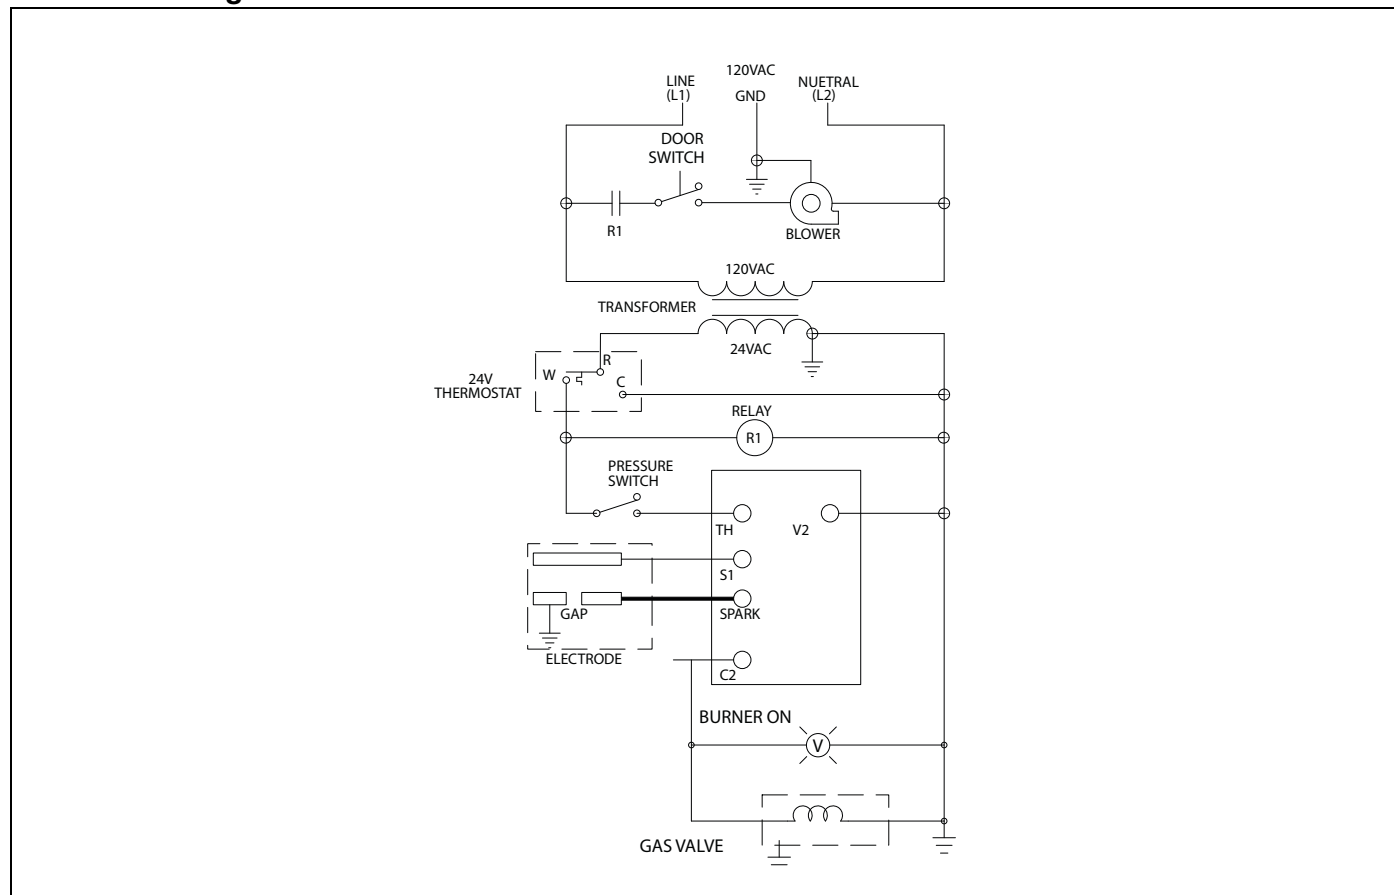 120VAC
LINE
(L1)
GND
NUETRAL
(L2)
DOOR
SWITCH
R1
BLOWER
120VAC
TRANSFORMER
24VAC
24V
THERMOSTAT
W
R
C
RELAY
R1
PRESSURE
SWITCH
TH
V2
S1
GAP
SPARK
ELECTRODE
C2
BURNER ON
V
GAS VALVE